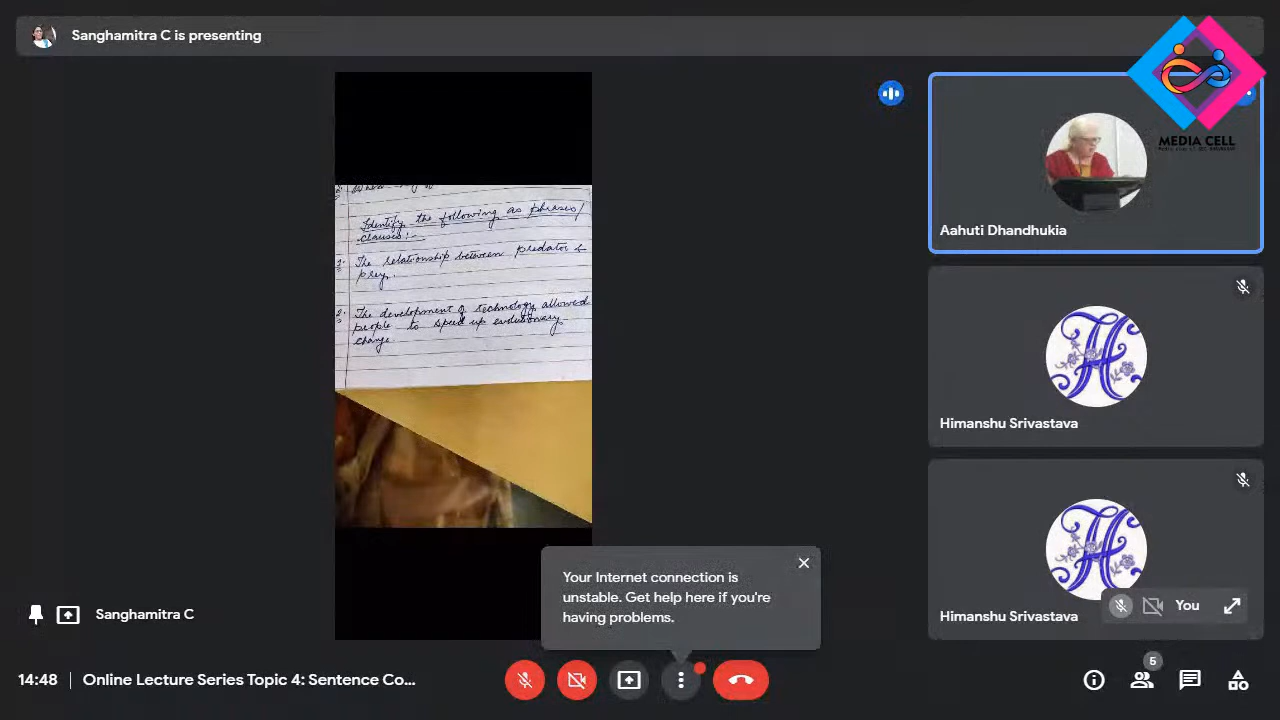 Sanghamitra C is presenting
MEDIA CELL
Identify the following as phrases/
clauses:-
1. The relationship between predator &
prey.
2. The development of technology allowed
people to speed up evolutionary
change
Aahuti Dhandhukia
Himanshu Srivastava
Himanshu Srivastava
You
Your Internet connection is
unstable. Get help here if you're
having problems.
Sanghamitra C
14:48 | Online Lecture Series Topic 4: Sentence Co...
5